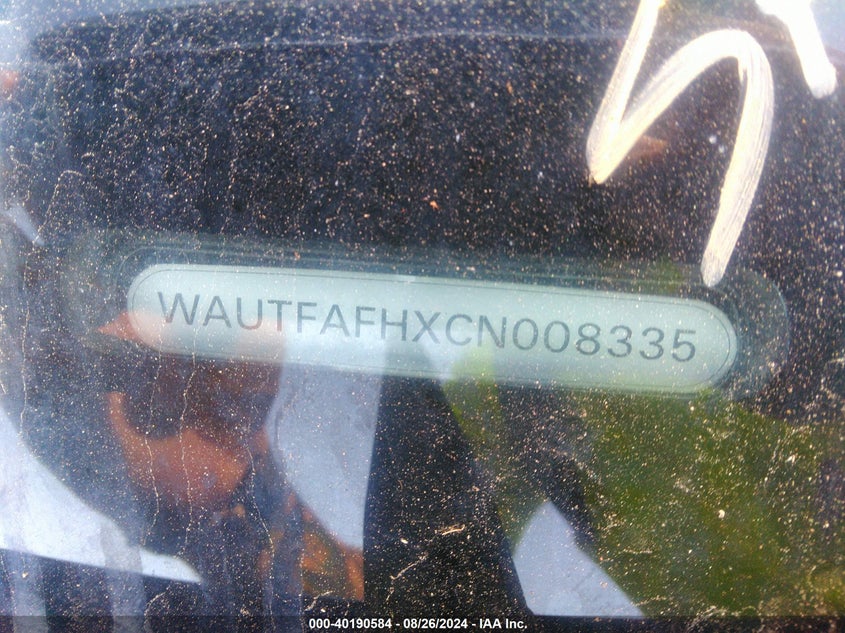 WAUTFAFHXCN008335
000-40190584 - 08/26/2024 - IAA Inc.